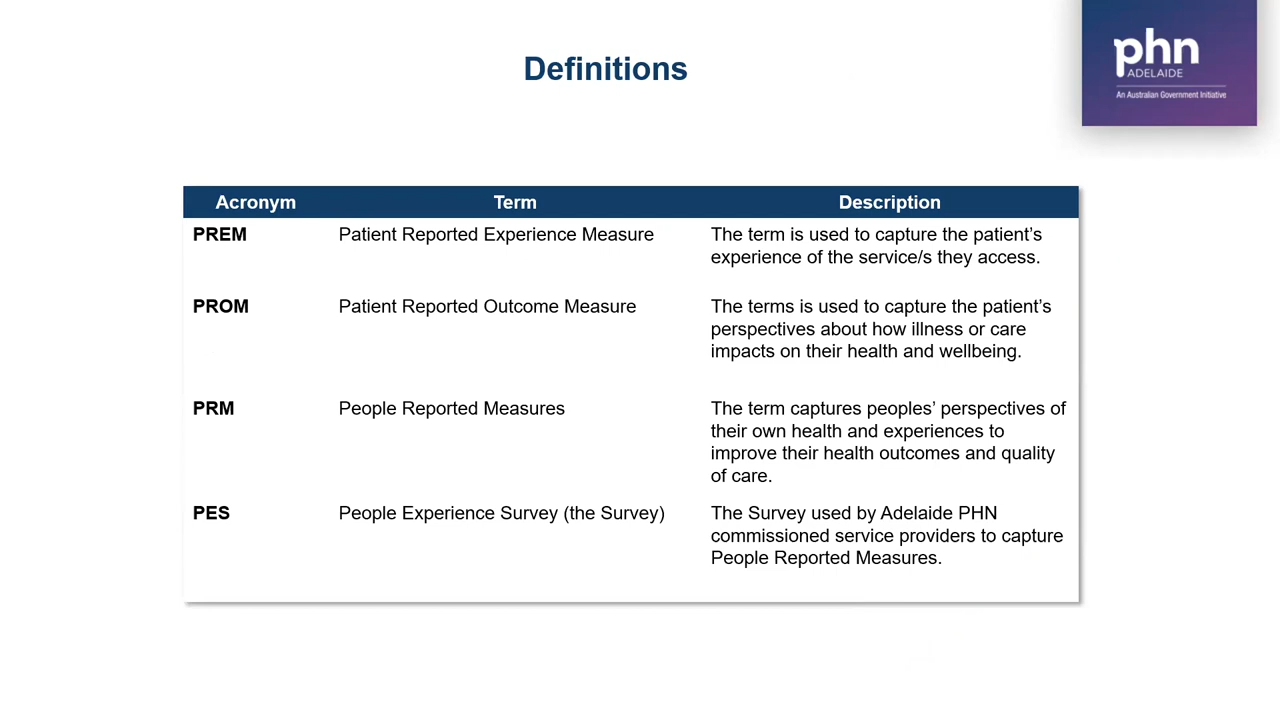 Definitions
phn
ADELAIDE
An Australian Government Initiative
Acronym Term Description
PREM Patient Reported Experience Measure The term is used to capture the patient’s
experience of the service/s they access.
PROM Patient Reported Outcome Measure The terms is used to capture the patient’s
perspectives about how illness or care
impacts on their health and wellbeing.
PRM People Reported Measures The term captures peoples’ perspectives of
their own health and experiences to
improve their health outcomes and quality
of care.
PES People Experience Survey (the Survey) The Survey used by Adelaide PHN
commissioned service providers to capture
People Reported Measures.